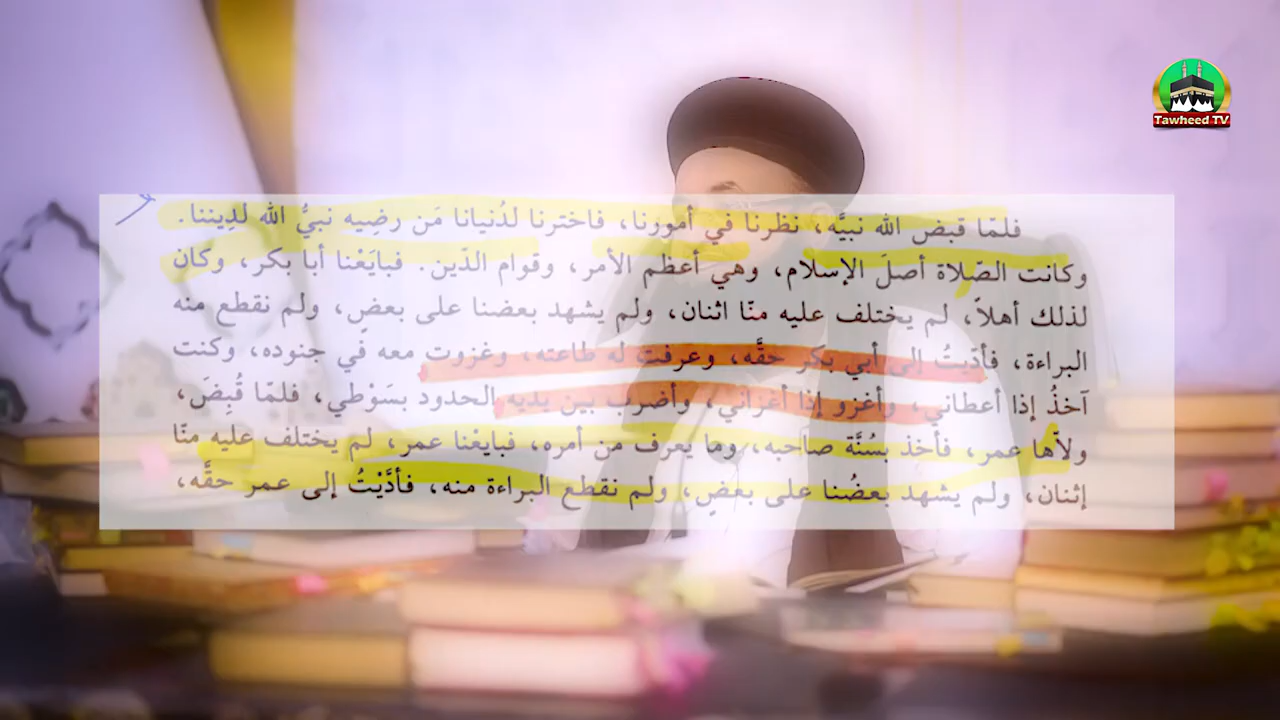 Tawheed TV
فلمّا قبض الله نبيَّه، نظرنا في أمورنا، فاخترنا لدُنيانا مَن رضِيه نبيُّ الله لدِيننا.
وكانت الصّلاة أصلَ الإسلام، وهي أعظم الأمر، وقوام الدّين. فبايَعْنا أبا بكر، وكان
لذلك أهلاً، لم يختلف عليه منّا اثنان، ولم يشهد بعضنا على بعضٍ، ولم نقطع منه
البراءة، فأدّيتُ إلى أبي بكر حقَّه، وعرفت له طاعته، وغزوت معه في جنوده، وكنت
آخذُ إذا أعطاني، وأغزو إذا أغزاني، وأضرب بين يديه الحدود بسَوْطي، فلمّا قُبِضَ،
ولاّها عمر، فأخذ بسُنَّة صاحبه، وما يعرف من أمره، فبايعْنا عمر، لم يختلف عليه منّا
إثنان، ولم يشهد بعضُنا على بعضٍ، ولم نقطع البراءة منه، فأدَّيْتُ إلى عمر حقَّه،